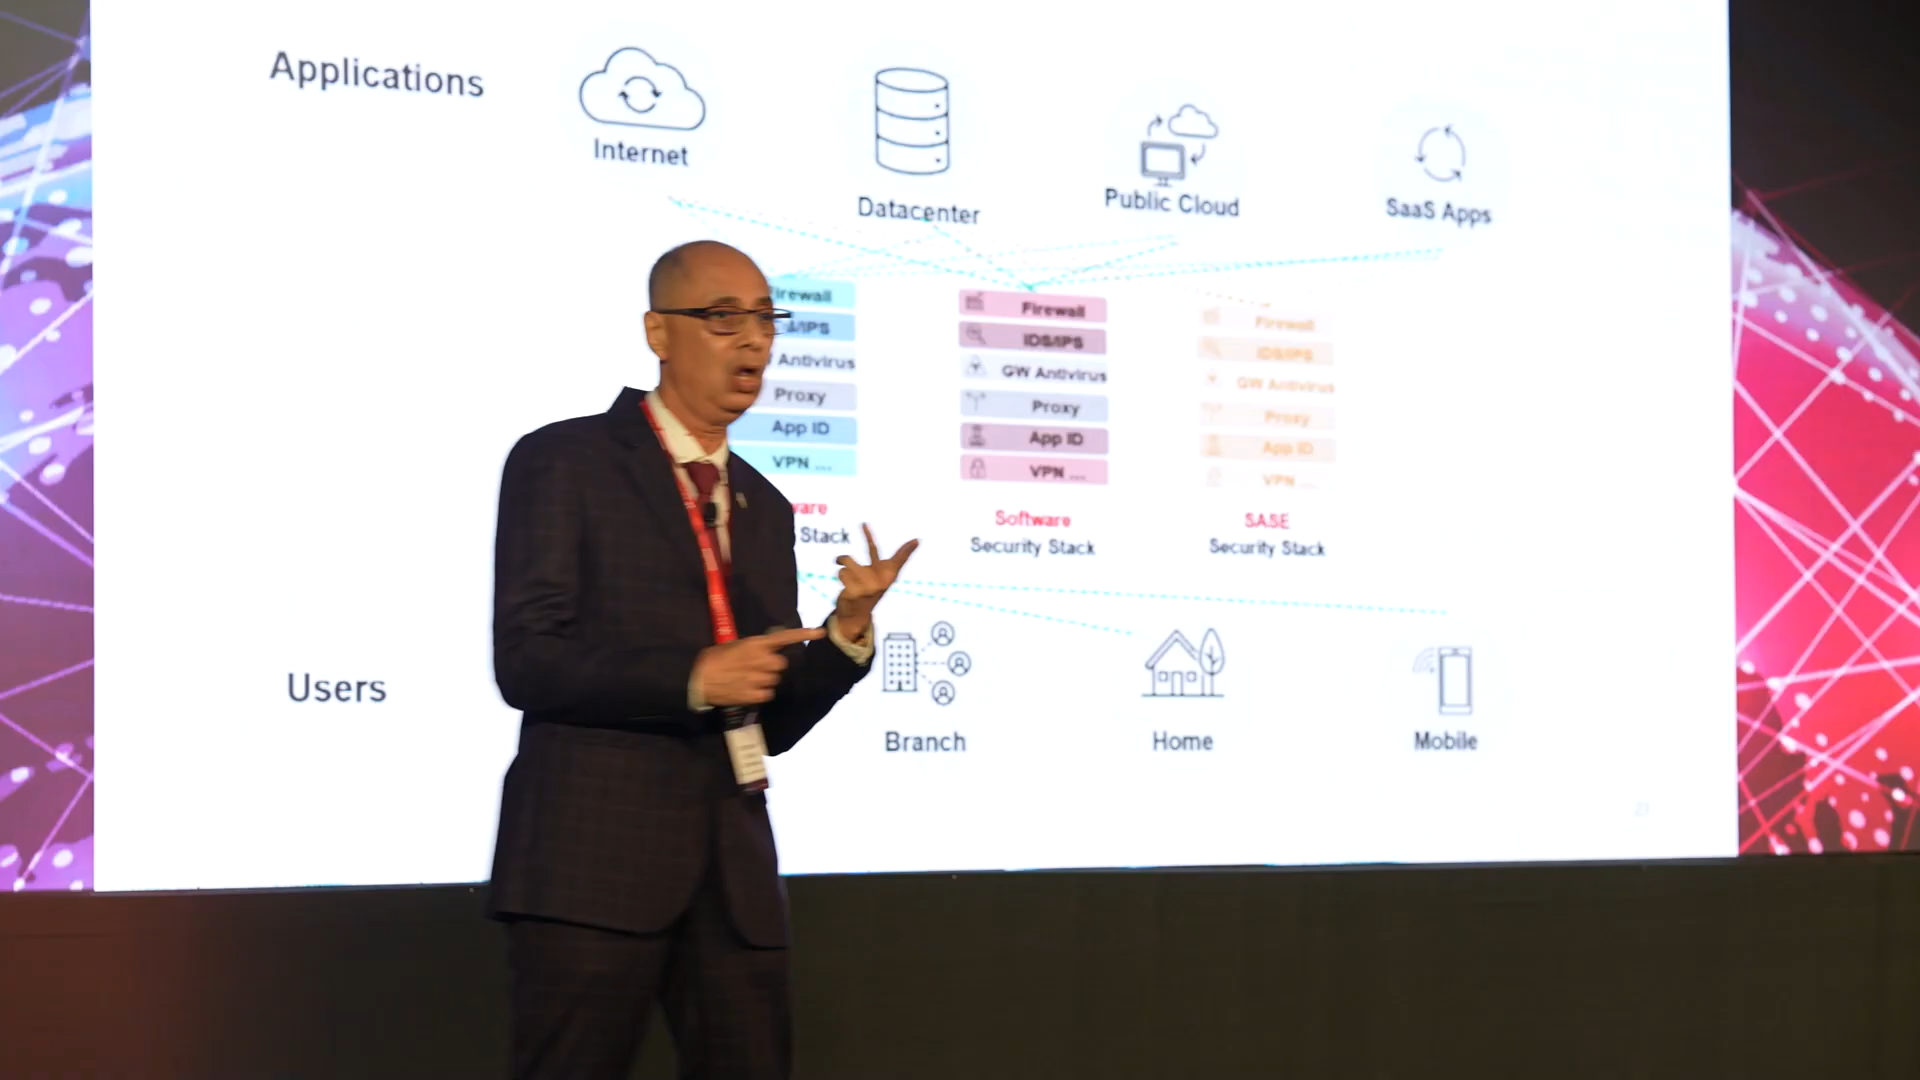 Applications
Internet
Datacenter
Public Cloud
SaaS Apps
irewall
/IPS
Antivirus
Proxy
App ID
VPN ...
ware
Stack
Firewall
IDS/IPS
GW Antivirus
Proxy
App ID
VPN ...
Software
Security Stack
Firewall
IDS/IPS
GW Antivirus
Proxy
App ID
VPN ...
SASE
Security Stack
Users
Branch
Home
Mobile